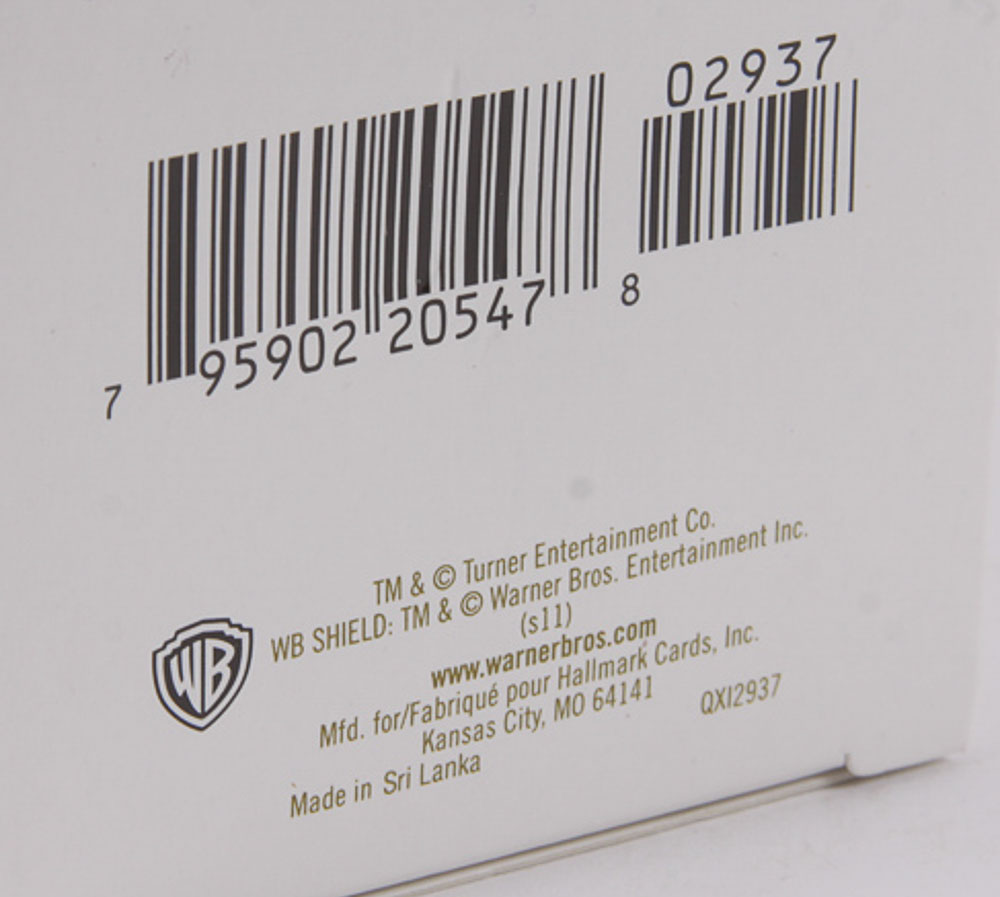 02937
7 95902 20547 8
TM & © Turner Entertainment Co.
WB SHIELD: TM & © Warner Bros. Entertainment Inc.
(s11)
WB
www.warnerbros.com
Mfd. for/Fabriqué pour Hallmark Cards, Inc.
Kansas City, MO 64141
QXI2937
Made in Sri Lanka